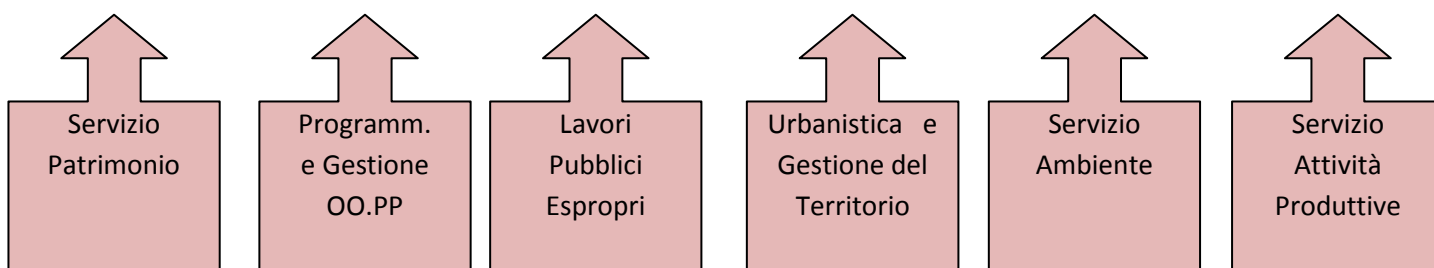 Servizio
Patrimonio
Programm.
e Gestione
OO.PP
Lavori
Pubblici
Espropri
Urbanistica e
Gestione del
Territorio
Servizio
Ambiente
Servizio
Attività
Produttive